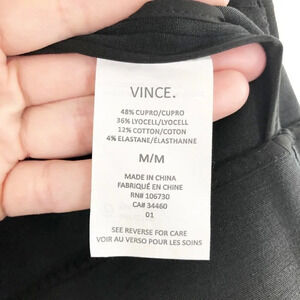 VINCE.
48% CUPRO/CUPRO
36% LYOCELL/LYOCELL
12% COTTON/COTON
4% ELASTANE/ÉLASTHANNE
M/M
MADE IN CHINA
FABRIQUÉ EN CHINE
RN# 106730
CA# 34460
01
SEE REVERSE FOR CARE
VOIR AU VERSO POUR LES SOINS